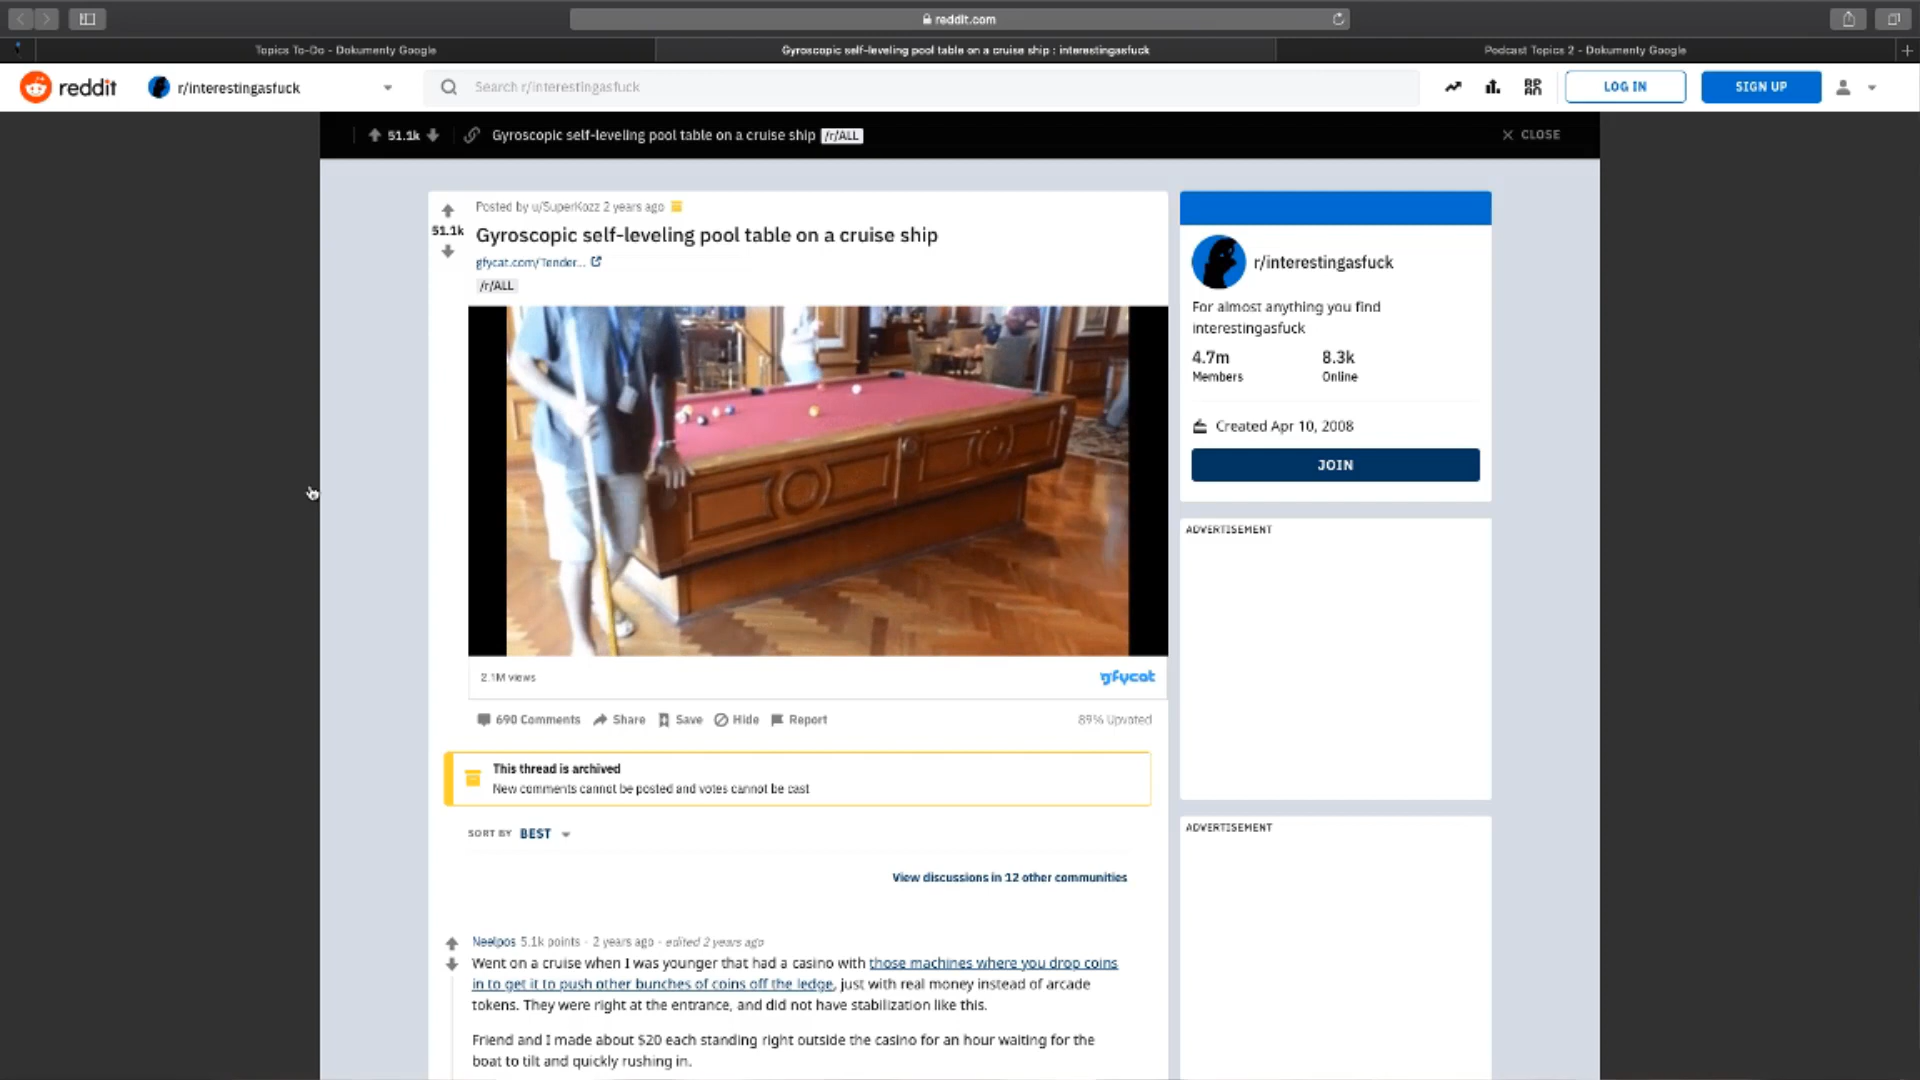 reddit.com
Topics To-Do - Dokumenty Google
Gyroscopic self-leveling pool table on a cruise ship : interestingasfuck
Podcast Topics 2 - Dokumenty Google
reddit
r/interestingasfuck
Search r/interestingasfuck
LOG IN
SIGN UP
51.1k
Gyroscopic self-leveling pool table on a cruise ship /r/ALL
CLOSE
Posted by u/SuperKozz 2 years ago
51.1k
Gyroscopic self-leveling pool table on a cruise ship
gfycat.com/Tender...
/r/ALL
2.1M views
gfycat
690 Comments Share Save Hide Report
89% Upvoted
This thread is archived
New comments cannot be posted and votes cannot be cast
SORT BY BEST
View discussions in 12 other communities
Neelpos 5.1k points · 2 years ago · edited 2 years ago
Went on a cruise when I was younger that had a casino with those machines where you drop coins
in to get it to push other bunches of coins off the ledge, just with real money instead of arcade
tokens. They were right at the entrance, and did not have stabilization like this.
Friend and I made about $20 each standing right outside the casino for an hour waiting for the
boat to tilt and quickly rushing in.
r/interestingasfuck
For almost anything you find
interestingasfuck
4.7m 8.3k
Members Online
Created Apr 10, 2008
JOIN
ADVERTISEMENT
ADVERTISEMENT